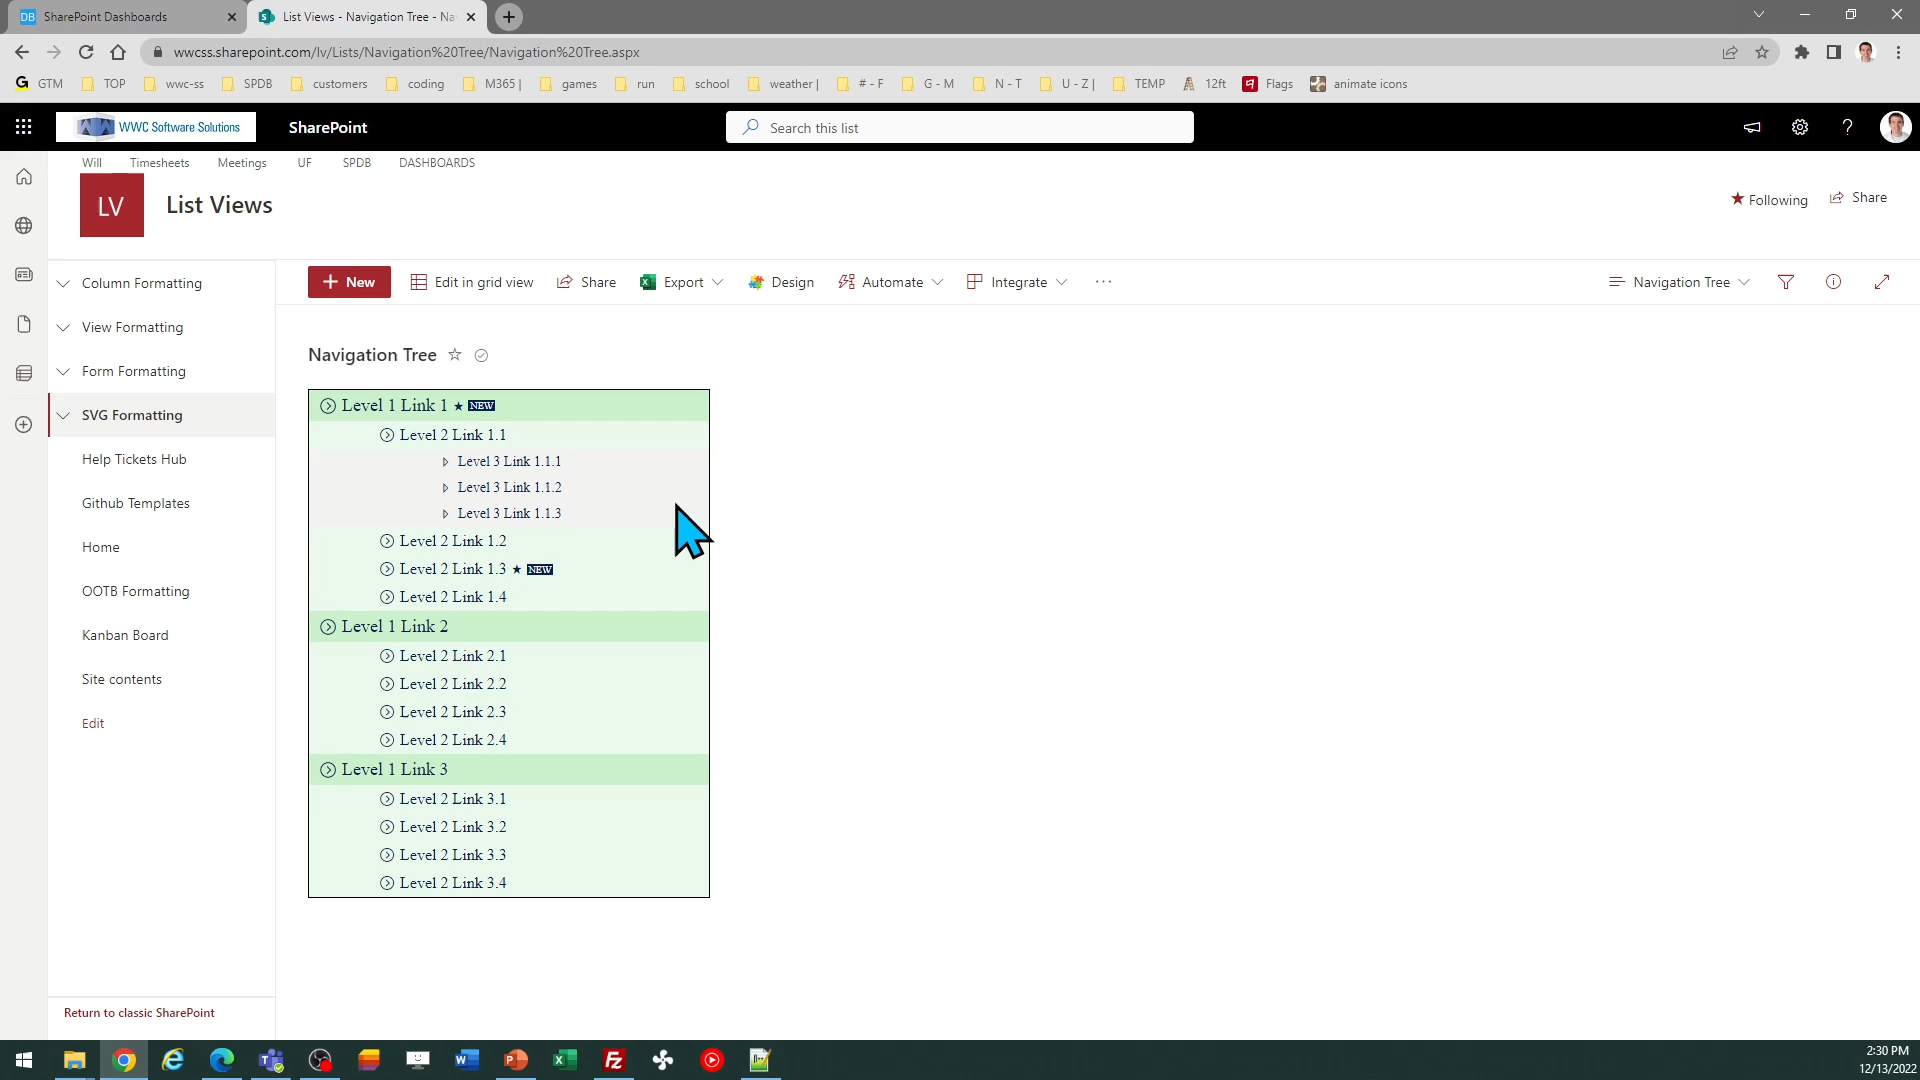 SharePoint Dashboards
List Views - Navigation Tree - Na
wwcss.sharepoint.com/lv/Lists/Navigation%20Tree/Navigation%20Tree.aspx
GTM TOP wwc-ss SPDB customers coding M365 | games run school weather | # - F G - M N - T U - Z | TEMP 12ft Flags animate icons
WWC Software Solutions SharePoint Search this list
Will Timesheets Meetings UF SPDB DASHBOARDS
LV List Views
Following Share
Column Formatting
View Formatting
Form Formatting
SVG Formatting
Help Tickets Hub
Github Templates
Home
OOTB Formatting
Kanban Board
Site contents
Edit
Return to classic SharePoint
New Edit in grid view Share Export Design Automate Integrate ··· Navigation Tree
Navigation Tree
Level 1 Link 1 ★ NEW
Level 2 Link 1.1
Level 3 Link 1.1.1
Level 3 Link 1.1.2
Level 3 Link 1.1.3
Level 2 Link 1.2
Level 2 Link 1.3 ★ NEW
Level 2 Link 1.4
Level 1 Link 2
Level 2 Link 2.1
Level 2 Link 2.2
Level 2 Link 2.3
Level 2 Link 2.4
Level 1 Link 3
Level 2 Link 3.1
Level 2 Link 3.2
Level 2 Link 3.3
Level 2 Link 3.4
2:30 PM
12/13/2022